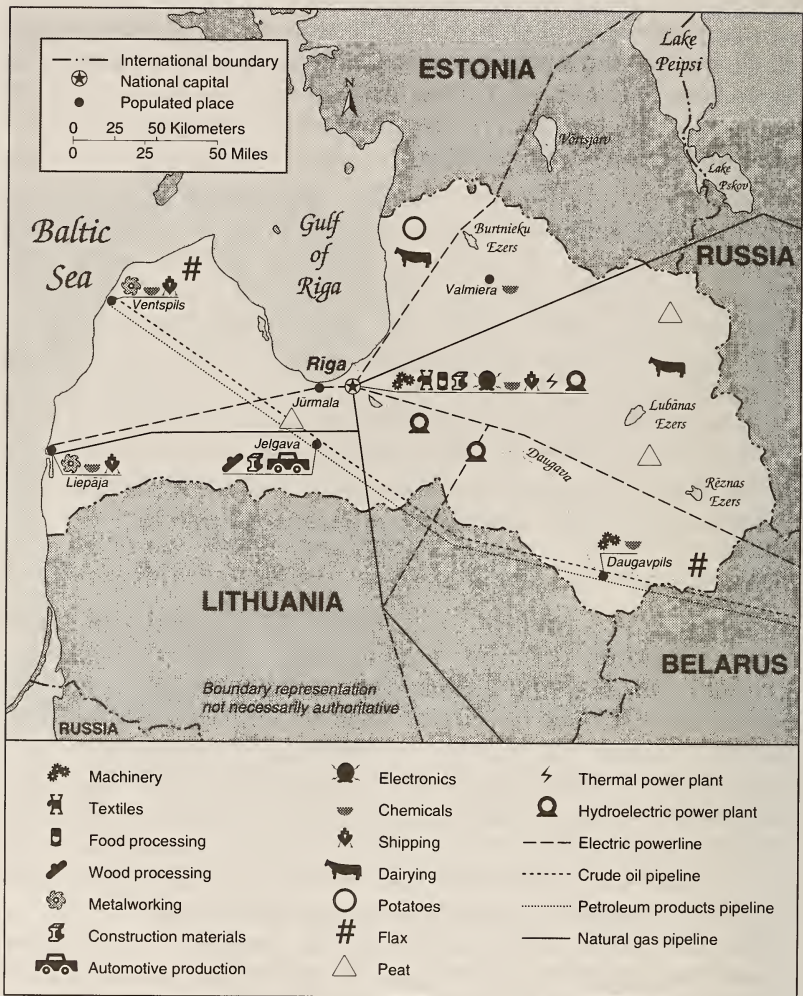 International boundary
National capital
Populated place
0 25 50 Kilometers
0 25 50 Miles
N
ESTONIA
Lake
Peipsi
Võrtsjärv
Lake
Pskov
Baltic
Sea
Gulf
of
Riga
Burtnieku
Ezers
RUSSIA
Valmiera
Ventspils
Rīga
Jūrmala
Lubānas
Ezers
Jelgava
Daugava
Liepāja
Rēznas
Ezers
Daugavpils
LITHUANIA
BELARUS
Boundary representation
not necessarily authoritative
RUSSIA
Machinery
Textiles
Food processing
Wood processing
Metalworking
Construction materials
Automotive production
Electronics
Chemicals
Shipping
Dairying
Potatoes
Flax
Peat
Thermal power plant
Hydroelectric power plant
Electric powerline
Crude oil pipeline
Petroleum products pipeline
Natural gas pipeline